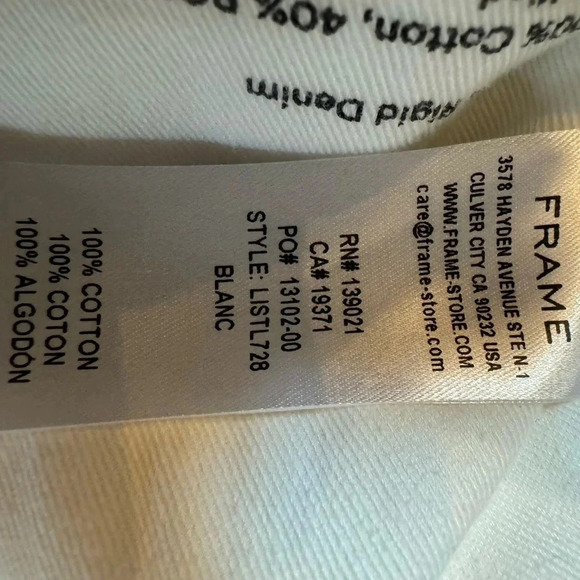 FRAME
3578 HAYDEN AVENUE STE N-1
CULVER CITY CA 90232 USA
WWW.FRAME-STORE.COM
care@frame-store.com
RN# 139021
CA# 19371
PO# 13102-00
STYLE: LISTL728
BLANC
100% COTTON
100% COTON
100% ALGODÓN
Rigid Denim
Cotton, 40%